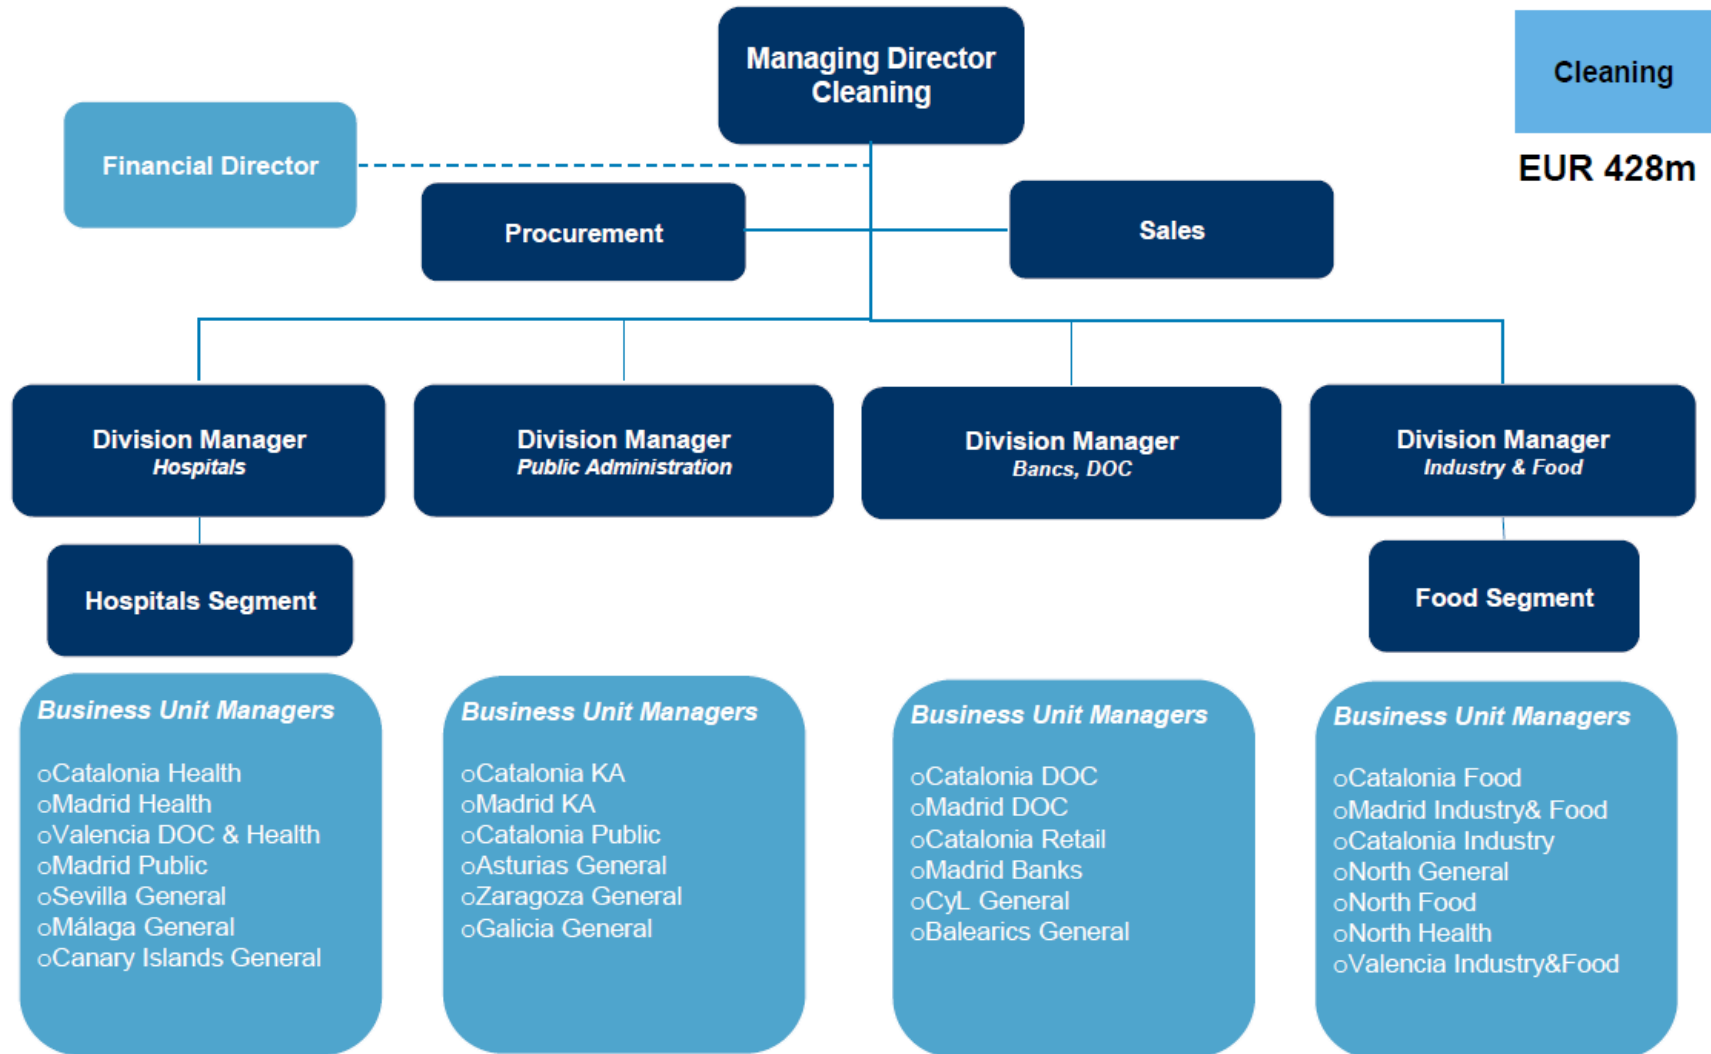 Managing Director
Cleaning
Cleaning
EUR 428m
Financial Director
Procurement
Sales
Division Manager
Hospitals
Division Manager
Public Administration
Division Manager
Bancs, DOC
Division Manager
Industry & Food
Hospitals Segment
Food Segment
Business Unit Managers
oCatalonia Health
oMadrid Health
oValencia DOC & Health
oMadrid Public
oSevilla General
oMálaga General
oCanary Islands General
Business Unit Managers
oCatalonia KA
oMadrid KA
oCatalonia Public
oAsturias General
oZaragoza General
oGalicia General
Business Unit Managers
oCatalonia DOC
oMadrid DOC
oCatalonia Retail
oMadrid Banks
oCyL General
oBalearics General
Business Unit Managers
oCatalonia Food
oMadrid Industry& Food
oCatalonia Industry
oNorth General
oNorth Food
oNorth Health
oValencia Industry&Food